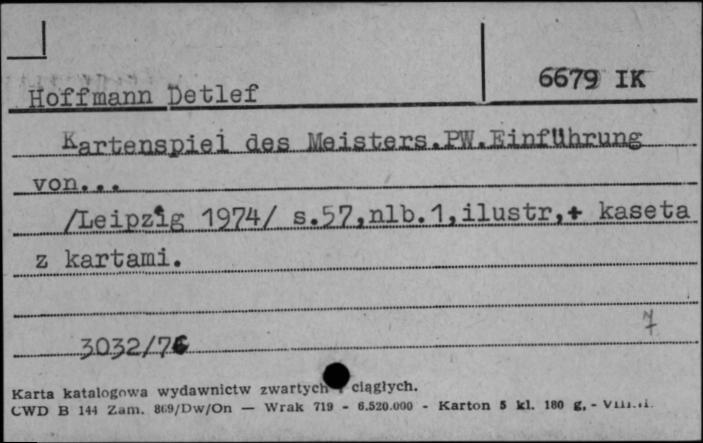 6679 IK
Hoffmann Detlef
Kartenspiel des Meisters.PW.Einführung
von...
/Leipzig 1974/ s.57,nlb.1,ilustr,+ kaseta
z kartami.
7
3032/76
Karta katalogowa wydawnictw zwartych i ciągłych.
CWD B 144 Zam. 869/Dw/On — Wrak 719 - 6.520.000 - Karton 5 kl. 180 g. -